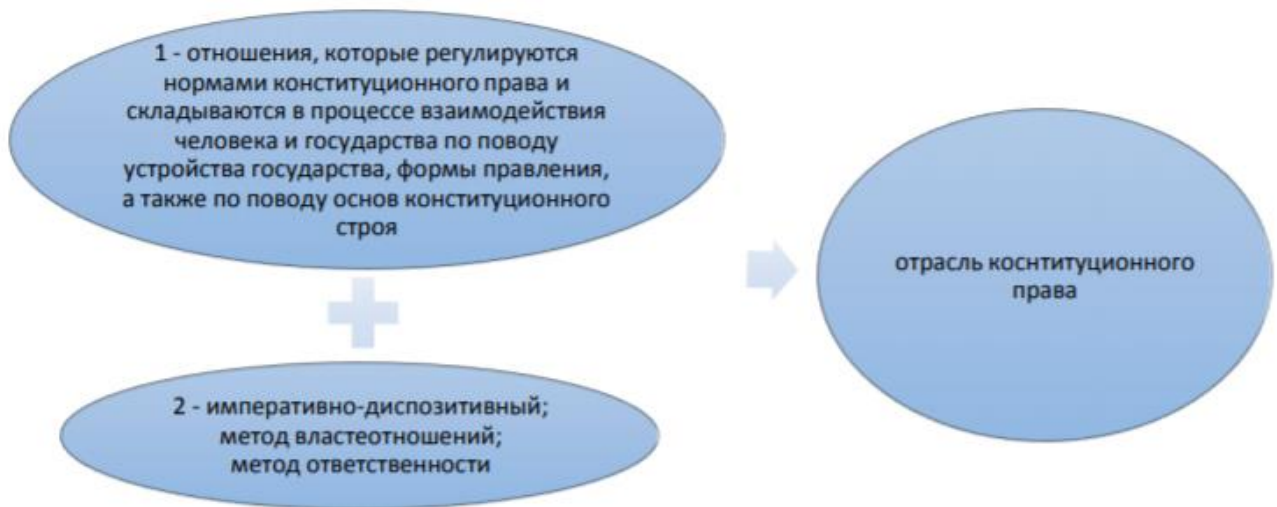 1 - отношения, которые регулируются
нормами конституционного права и
складываются в процессе взаимодействия
человека и государства по поводу
устройства государства, формы правления,
а также по поводу основ конституционного
строя
отрасль коснтитуционного
права
2 - императивно-диспозитивный;
метод властеотношений;
метод ответственности